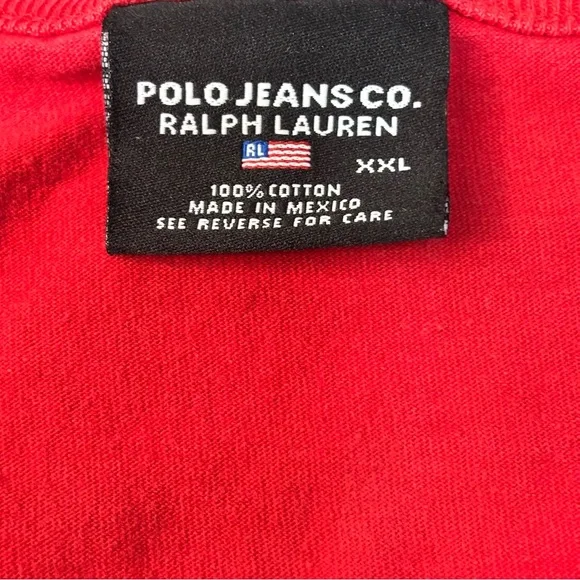 POLO JEANS CO.
RALPH LAUREN
RL
XXL
100% COTTON
MADE IN MEXICO
SEE REVERSE FOR CARE